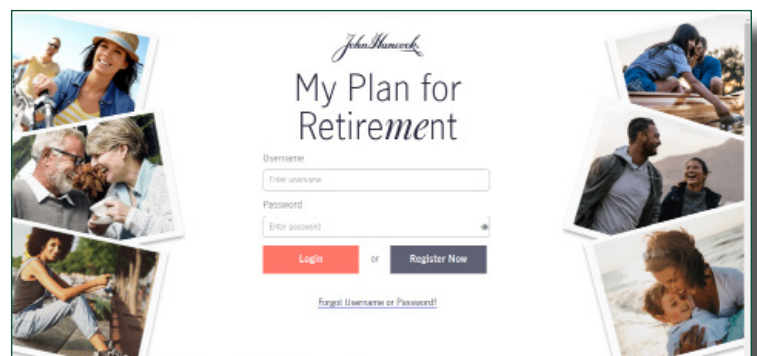 John Hancock
My Plan for
Retirement
Username
Enter username
Password
Enter password
Login or Register Now
Forgot Username or Password?